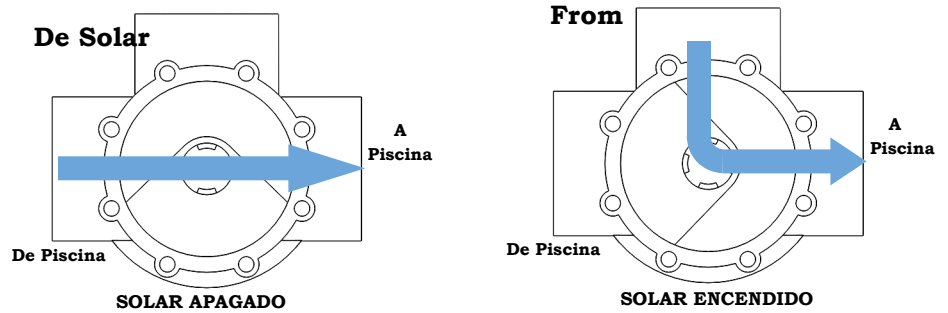 De Solar
A
Piscina
De Piscina
SOLAR APAGADO
From
A
Piscina
De Piscina
SOLAR ENCENDIDO